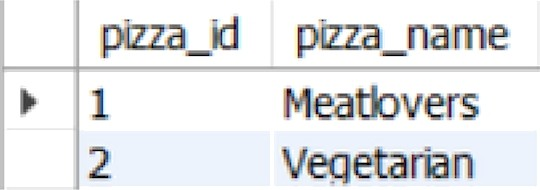 pizza_id pizza_name
1 Meatlovers
2 Vegetarian